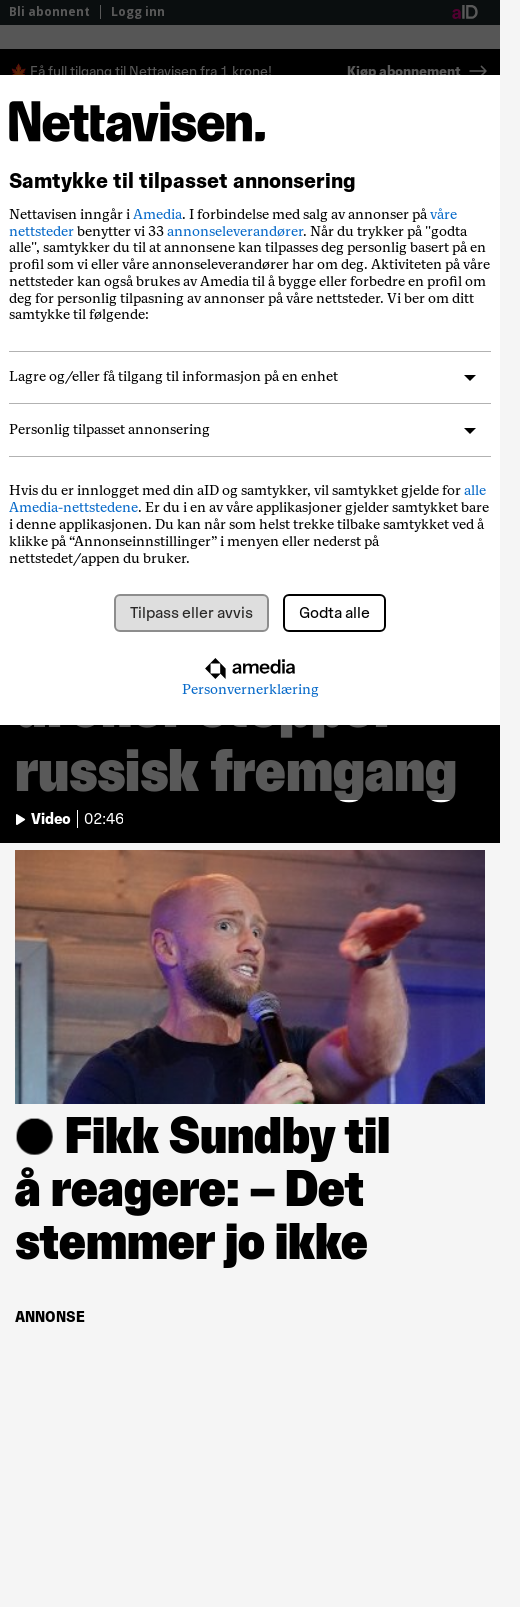 Bli abonnent
Logg inn
aID
🍁 Få full tilgang til Nettavisen fra 1 krone!
Kjøp abonnement
Nettavisen.
Samtykke til tilpasset annonsering
Nettavisen inngår i Amedia. I forbindelse med salg av annonser på våre
nettsteder benytter vi 33 annonseleverandører. Når du trykker på "godta
alle", samtykker du til at annonsene kan tilpasses deg personlig basert på en
profil som vi eller våre annonseleverandører har om deg. Aktiviteten på våre
nettsteder kan også brukes av Amedia til å bygge eller forbedre en profil om
deg for personlig tilpasning av annonser på våre nettsteder. Vi ber om ditt
samtykke til følgende:
Lagre og/eller få tilgang til informasjon på en enhet
Personlig tilpasset annonsering
Hvis du er innlogget med din aID og samtykker, vil samtykket gjelde for alle
Amedia-nettstedene. Er du i en av våre applikasjoner gjelder samtykket bare
i denne applikasjonen. Du kan når som helst trekke tilbake samtykket ved å
klikke på “Annonseinnstillinger” i menyen eller nederst på
nettstedet/appen du bruker.
Tilpass eller avvis
Godta alle
amedia
Personvernerklæring
russisk fremgang
Video
02:46
Fikk Sundby til
å reagere: – Det
stemmer jo ikke
ANNONSE